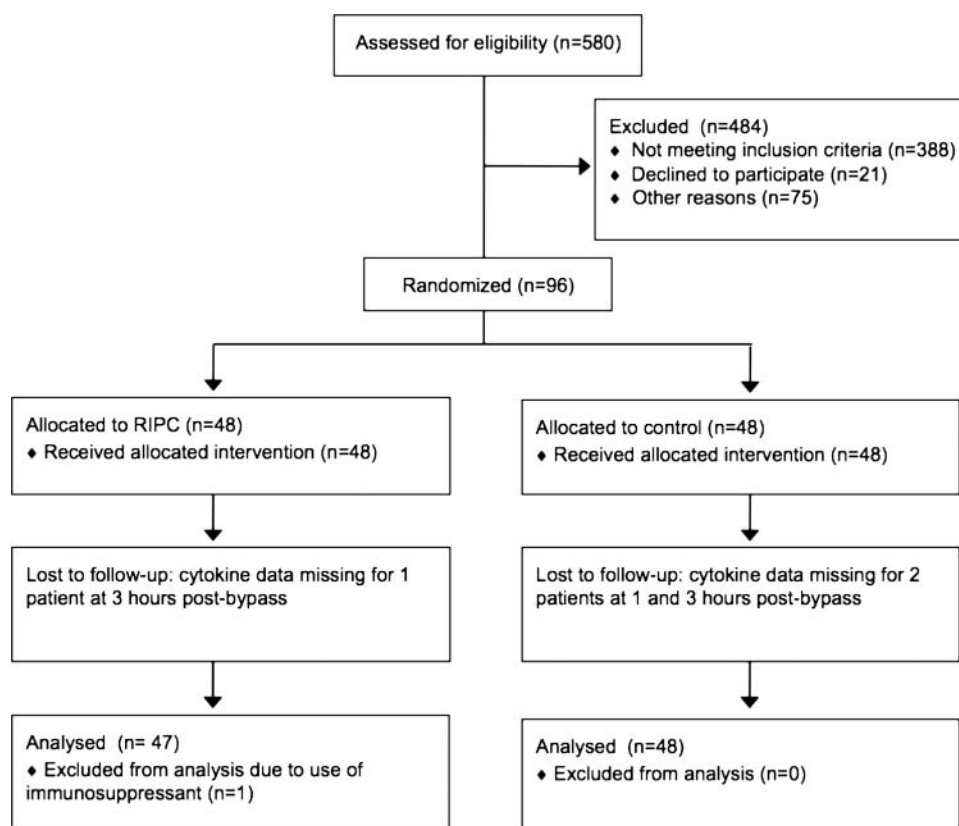 Assessed for eligibility (n=580)
Excluded (n=484)
♦ Not meeting inclusion criteria (n=388)
♦ Declined to participate (n=21)
♦ Other reasons (n=75)
Randomized (n=96)
Allocated to RIPC (n=48)
♦ Received allocated intervention (n=48)
Allocated to control (n=48)
♦ Received allocated intervention (n=48)
Lost to follow-up: cytokine data missing for 1
patient at 3 hours post-bypass
Lost to follow-up: cytokine data missing for 2
patients at 1 and 3 hours post-bypass
Analysed (n= 47)
♦ Excluded from analysis due to use of
immunosuppressant (n=1)
Analysed (n=48)
♦ Excluded from analysis (n=0)